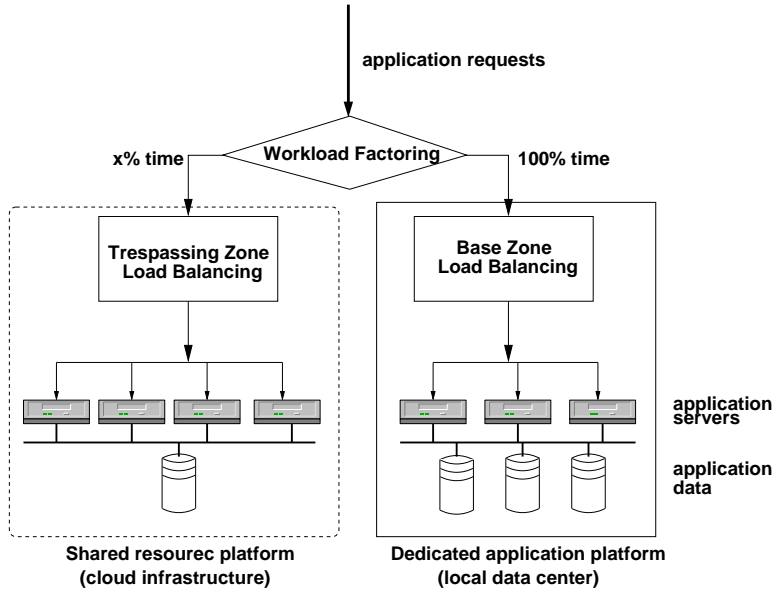 application requests
Workload Factoring
x% time
100% time
Trespassing Zone
Load Balancing
Base Zone
Load Balancing
application
servers
application
data
Shared resourec platform
(cloud infrastructure)
Dedicated application platform
(local data center)